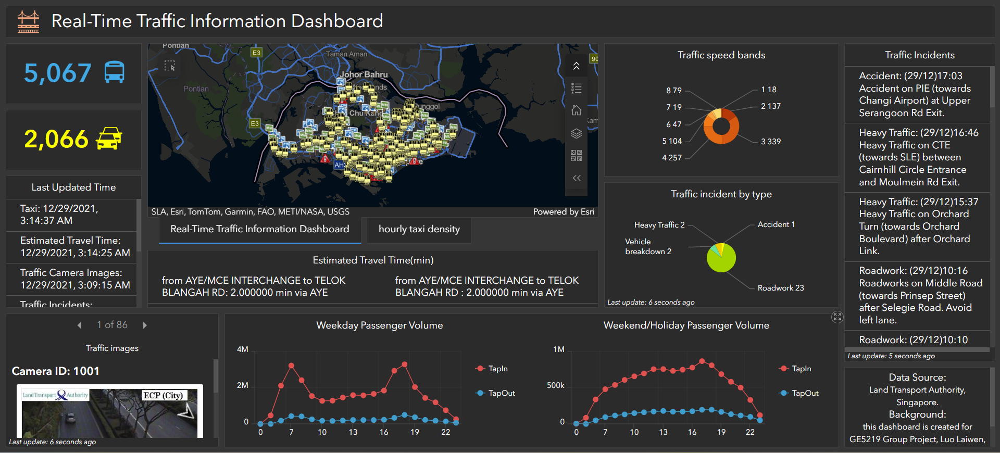 Real-Time Traffic Information Dashboard
5,067
2,066
Last Updated Time
Taxi: 12/29/2021,
3:14:37 AM
Estimated Travel Time:
12/29/2021, 3:14:25 AM
Traffic Camera Images:
12/29/2021, 3:09:15 AM
Traffic Incidents:
Pontian
E3
Taman Aman
90
Johor Bahru
Pontian
Punggol
Chu Kang
E3
Kam
AH2
SLA, Esri, TomTom, Garmin, FAO, METI/NASA, USGS
Powered by Esri
Real-Time Traffic Information Dashboard
hourly taxi density
Estimated Travel Time(min)
from AYE/MCE INTERCHANGE to TELOK
BLANGAH RD: 2.000000 min via AYE
from AYE/MCE INTERCHANGE to TELOK
BLANGAH RD : 2.000000 min via AYE
Traffic speed bands
8 79
1 18
7 19
2 137
6 47
5 104
3 339
4 257
Traffic incident by type
Heavy Traffic 2
Accident 1
Vehicle
breakdown 2
Roadwork 23
Last update: 6 seconds ago
Traffic Incidents
Accident: (29/12)17:03
Accident on PIE (towards
Changi Airport) at Upper
Serangoon Rd Exit.
Heavy Traffic: (29/12)16:46
Heavy Traffic on CTE
(towards SLE) between
Cairnhill Circle Entrance
and Moulmein Rd Exit.
Heavy Traffic: (29/12)15:37
Heavy Traffic on Orchard
Turn (towards Orchard
Boulevard) after Orchard
Link.
Roadwork: (29/12)10:16
Roadworks on Middle Road
(towards Prinsep Street)
after Selegie Road. Avoid
left lane.
Roadwork: (29/12)10:10
Last update: 5 seconds ago
1 of 86
Traffic images
Camera ID: 1001
Land Transport Authority
ECP (City)
Last update: 6 seconds ago
Weekday Passenger Volume
4M
2M
0
0 7 10 13 16 19 22
TapIn
TapOut
Weekend/Holiday Passenger Volume
1M
500k
0
0 7 10 13 16 19 22
TapIn
TapOut
Data Source:
Land Transport Authority,
Singapore.
Background:
this dashboard is created for
GE5219 Group Project, Luo Laiwen,